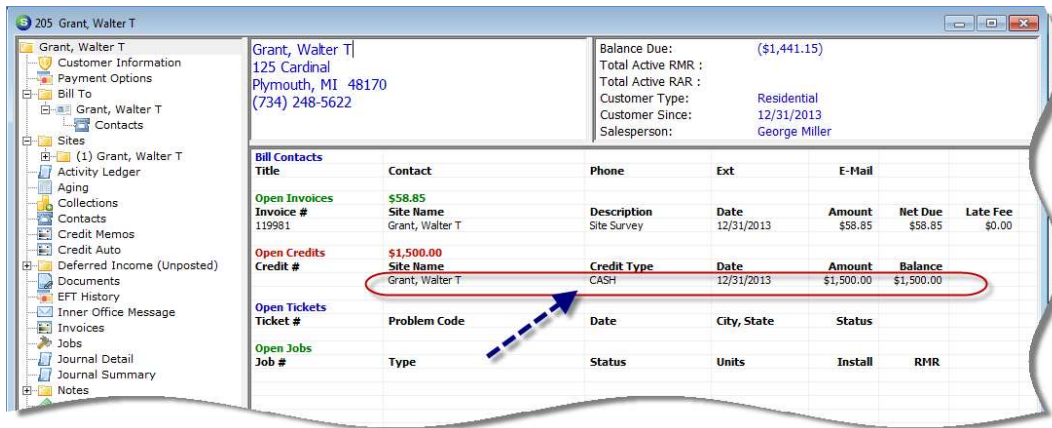 205 Grant, Walter T
Grant, Walter T
Customer Information
Payment Options
Bill To
Grant, Walter T
Contacts
Sites
(1) Grant, Walter T
Activity Ledger
Aging
Collections
Contacts
Credit Memos
Credit Auto
Deferred Income (Unposted)
Documents
EFT History
Inner Office Message
Invoices
Jobs
Journal Detail
Journal Summary
Notes
Grant, Walter T
125 Cardinal
Plymouth, MI 48170
(734) 248-5622
Balance Due: ($1,441.15)
Total Active RMR :
Total Active RAR :
Customer Type: Residential
Customer Since: 12/31/2013
Salesperson: George Miller
Bill Contacts
Title Contact Phone Ext E-Mail
Open Invoices $58.85
Invoice # Site Name Description Date Amount Net Due Late Fee
119981 Grant, Walter T Site Survey 12/31/2013 $58.85 $58.85 $0.00
Open Credits $1,500.00
Credit # Site Name Credit Type Date Amount Balance
Grant, Walter T CASH 12/31/2013 $1,500.00 $1,500.00
Open Tickets
Ticket # Problem Code Date City, State Status
Open Jobs
Job # Type Status Units Install RMR